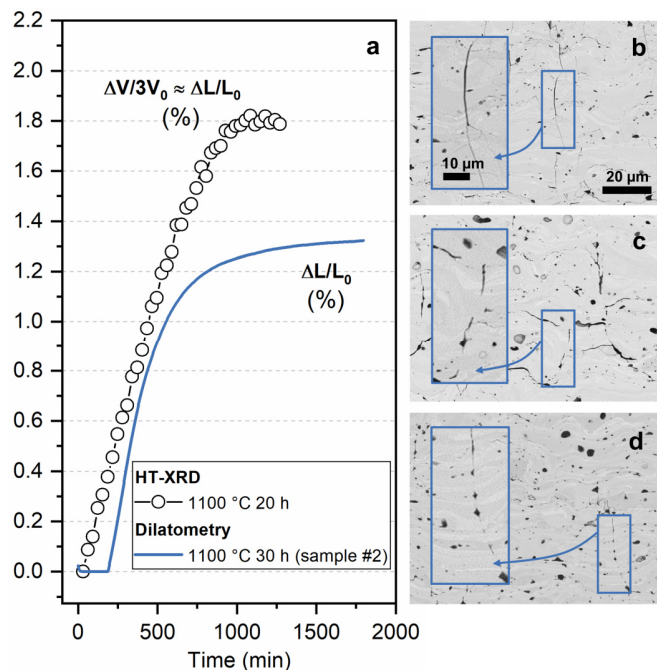 a
b
c
d
ΔV/3V₀ ≈ ΔL/L₀
(%)
ΔL/L₀
(%)
HT-XRD
1100 °C 20 h
Dilatometry
1100 °C 30 h (sample #2)
2.2
2.0
1.8
1.6
1.4
1.2
1.0
0.8
0.6
0.4
0.2
0.0
0
500
1000
1500
2000
Time (min)
10 µm
20 µm